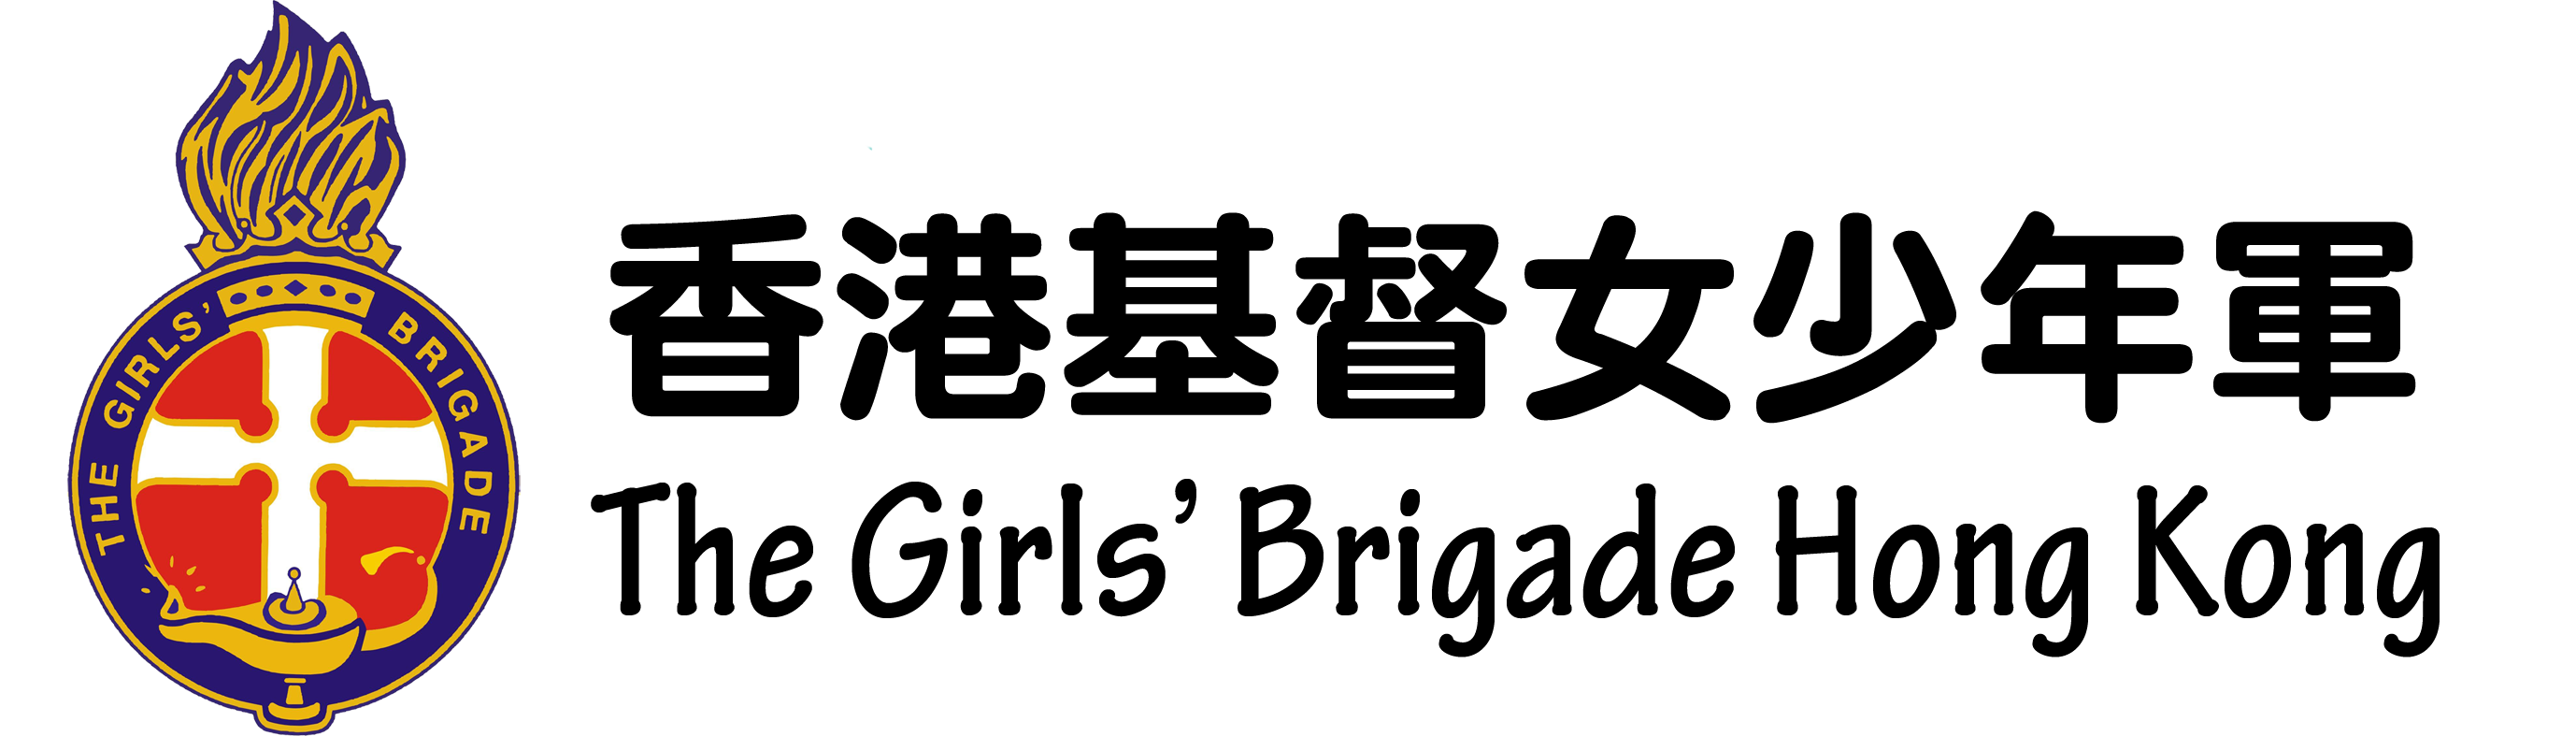 THE GIRLS' BRIGADE
香港基督女少年軍
The Girls’ Brigade Hong Kong